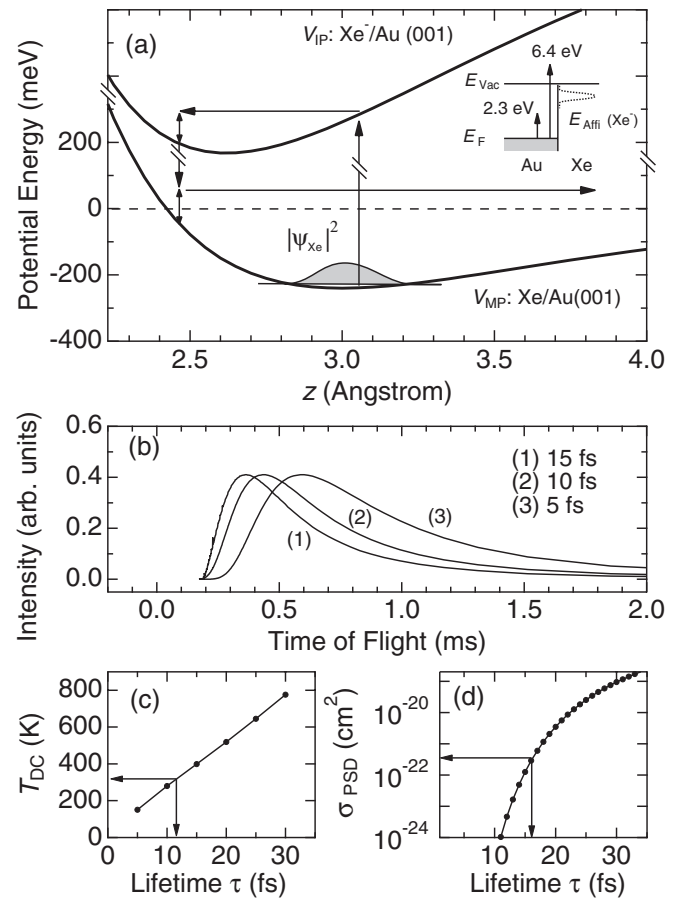 (a)
V_IP: Xe⁻/Au (001)
6.4 eV
E_Vac
2.3 eV
E_Affi (Xe⁻)
E_F
Au Xe
Potential Energy (meV)
200
0
-200
-400
|ψ_Xe|²
V_MP: Xe/Au(001)
2.5 3.0 3.5 4.0
z (Angstrom)
(b)
Intensity (arb. units)
0.6
0.4
0.2
0.0
(1) 15 fs
(2) 10 fs
(3) 5 fs
(1)
(2)
(3)
0.0 0.5 1.0 1.5 2.0
Time of Flight (ms)
(c)
T_DC (K)
800
600
400
200
0
0 10 20 30
Lifetime τ (fs)
(d)
σ_PSD (cm²)
10⁻²⁰
10⁻²²
10⁻²⁴
10 20 30
Lifetime τ (fs)